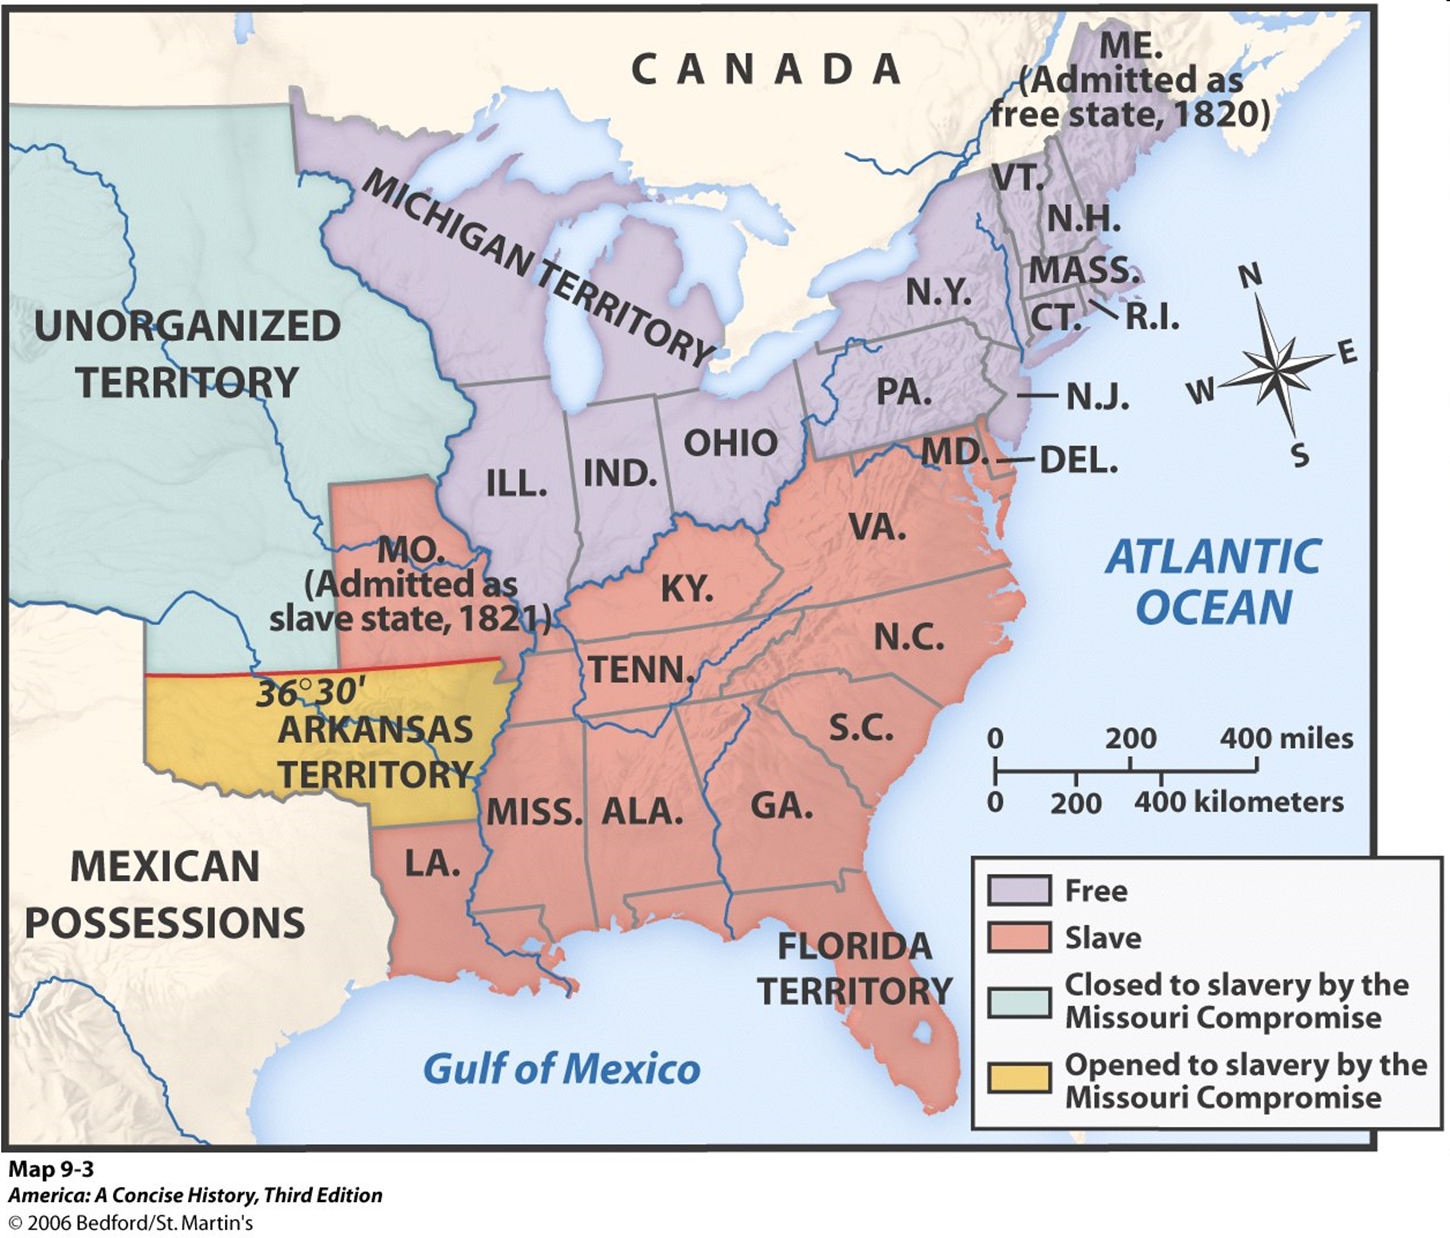 CANADA
ME.
(Admitted as
free state, 1820)
VT.
N.H.
MASS.
CT.
R.I.
N.Y.
MICHIGAN TERRITORY
UNORGANIZED
TERRITORY
PA.
N.J.
OHIO
MD.
DEL.
ILL.
IND.
VA.
MO.
(Admitted as
slave state, 1821)
KY.
N.C.
TENN.
36°30'
ARKANSAS
TERRITORY
S.C.
MISS.
ALA.
GA.
LA.
MEXICAN
POSSESSIONS
FLORIDA
TERRITORY
Gulf of Mexico
ATLANTIC
OCEAN
N
E
W
S
0 200 400 miles
0 200 400 kilometers
Free
Slave
Closed to slavery by the
Missouri Compromise
Opened to slavery by the
Missouri Compromise
Map 9-3
America: A Concise History, Third Edition
© 2006 Bedford/St. Martin's